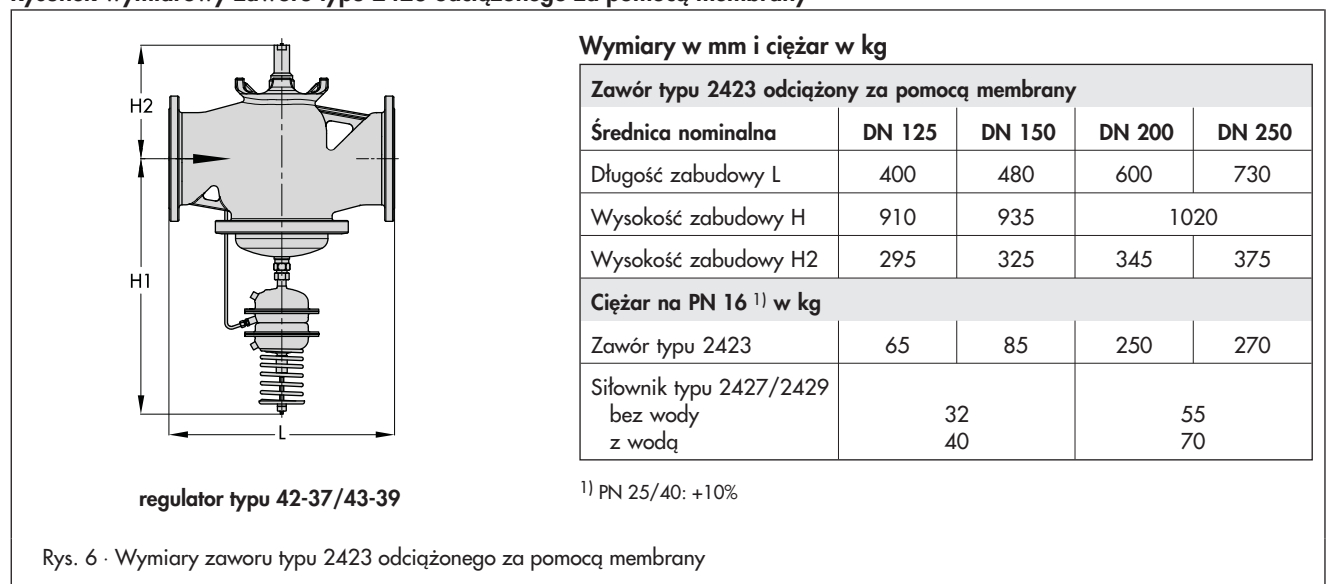 H2
H1
L
regulator typu 42-37/43-39
Wymiary w mm i ciężar w kg
Zawór typu 2423 odciążony za pomocą membrany
Średnica nominalna DN 125 DN 150 DN 200 DN 250
Długość zabudowy L 400 480 600 730
Wysokość zabudowy H 910 935 1020
Wysokość zabudowy H2 295 325 345 375
Ciężar na PN 16 1) w kg
Zawór typu 2423 65 85 250 270
Siłownik typu 2427/2429
bez wody 32 55
z wodą 40 70
1) PN 25/40: +10%
Rys. 6 · Wymiary zaworu typu 2423 odciążonego za pomocą membrany